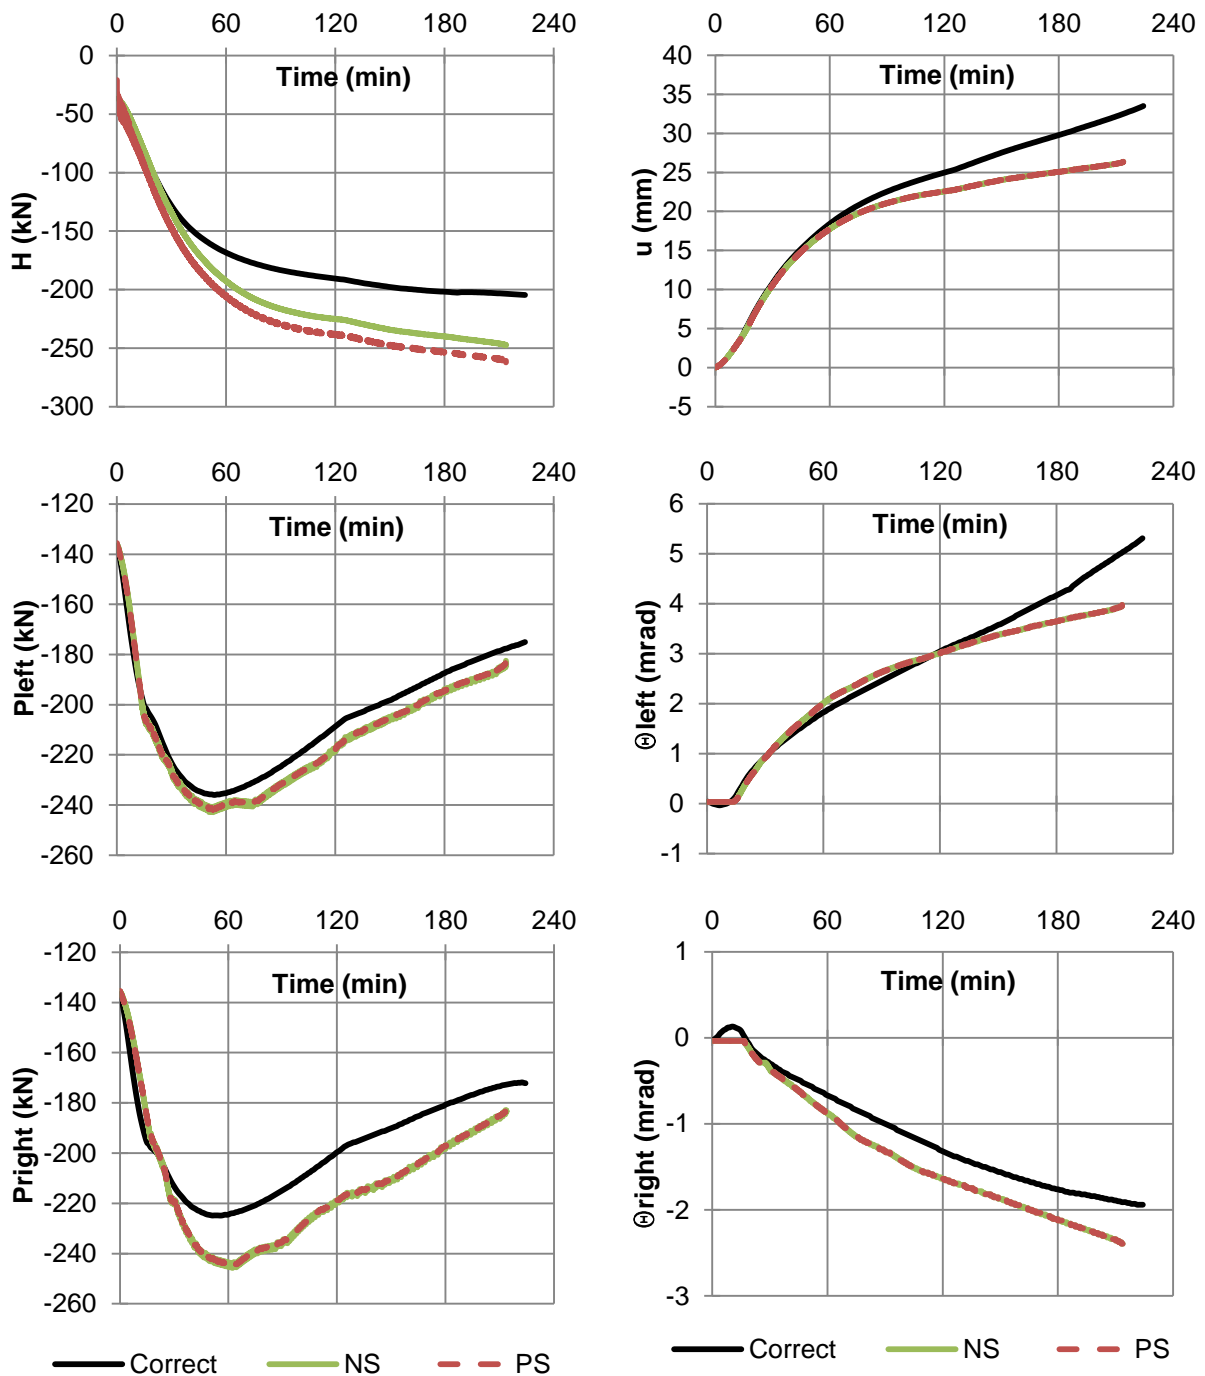 0 60 120 180 240
0
-50
-100
-150
-200
-250
-300
Time (min)
H (kN)
0 60 120 180 240
40
35
30
25
20
15
10
5
0
-5
Time (min)
u (mm)
0 60 120 180 240
-120
-140
-160
-180
-200
-220
-240
-260
Time (min)
Pleft (kN)
0 60 120 180 240
6
5
4
3
2
1
0
-1
Time (min)
Θleft (mrad)
0 60 120 180 240
-120
-140
-160
-180
-200
-220
-240
-260
Time (min)
Pright (kN)
0 60 120 180 240
1
0
-1
-2
-3
Time (min)
Θright (mrad)
Correct NS PS
Correct NS PS